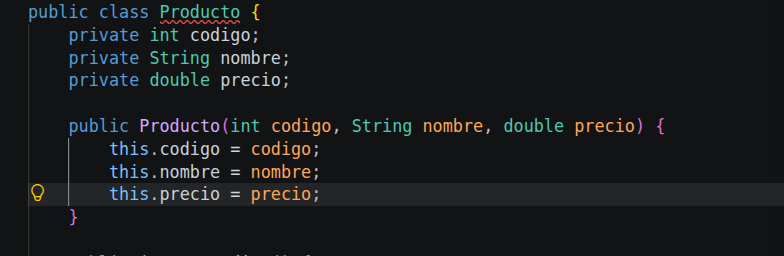 public class Producto {
    private int codigo;
    private String nombre;
    private double precio;
    public Producto(int codigo, String nombre, double precio) {
        this.codigo = codigo;
        this.nombre = nombre;
        this.precio = precio;
    }